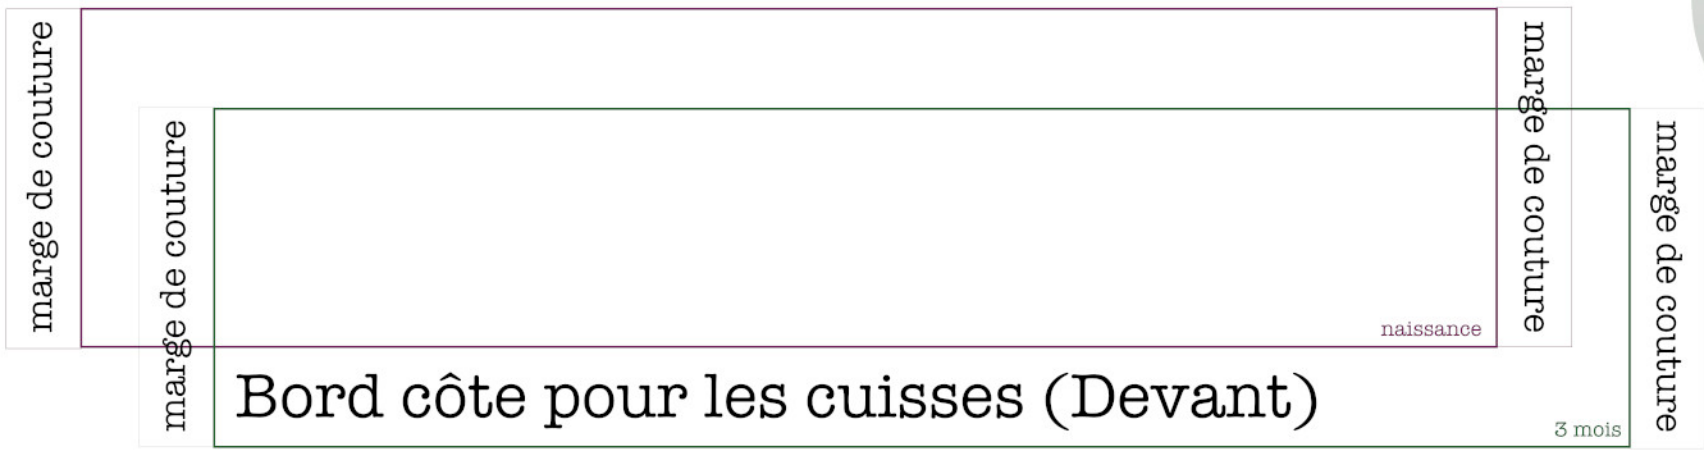 marge de couture
marge de couture
marge de couture
marge de couture
naissance
Bord côte pour les cuisses (Devant)
3 mois